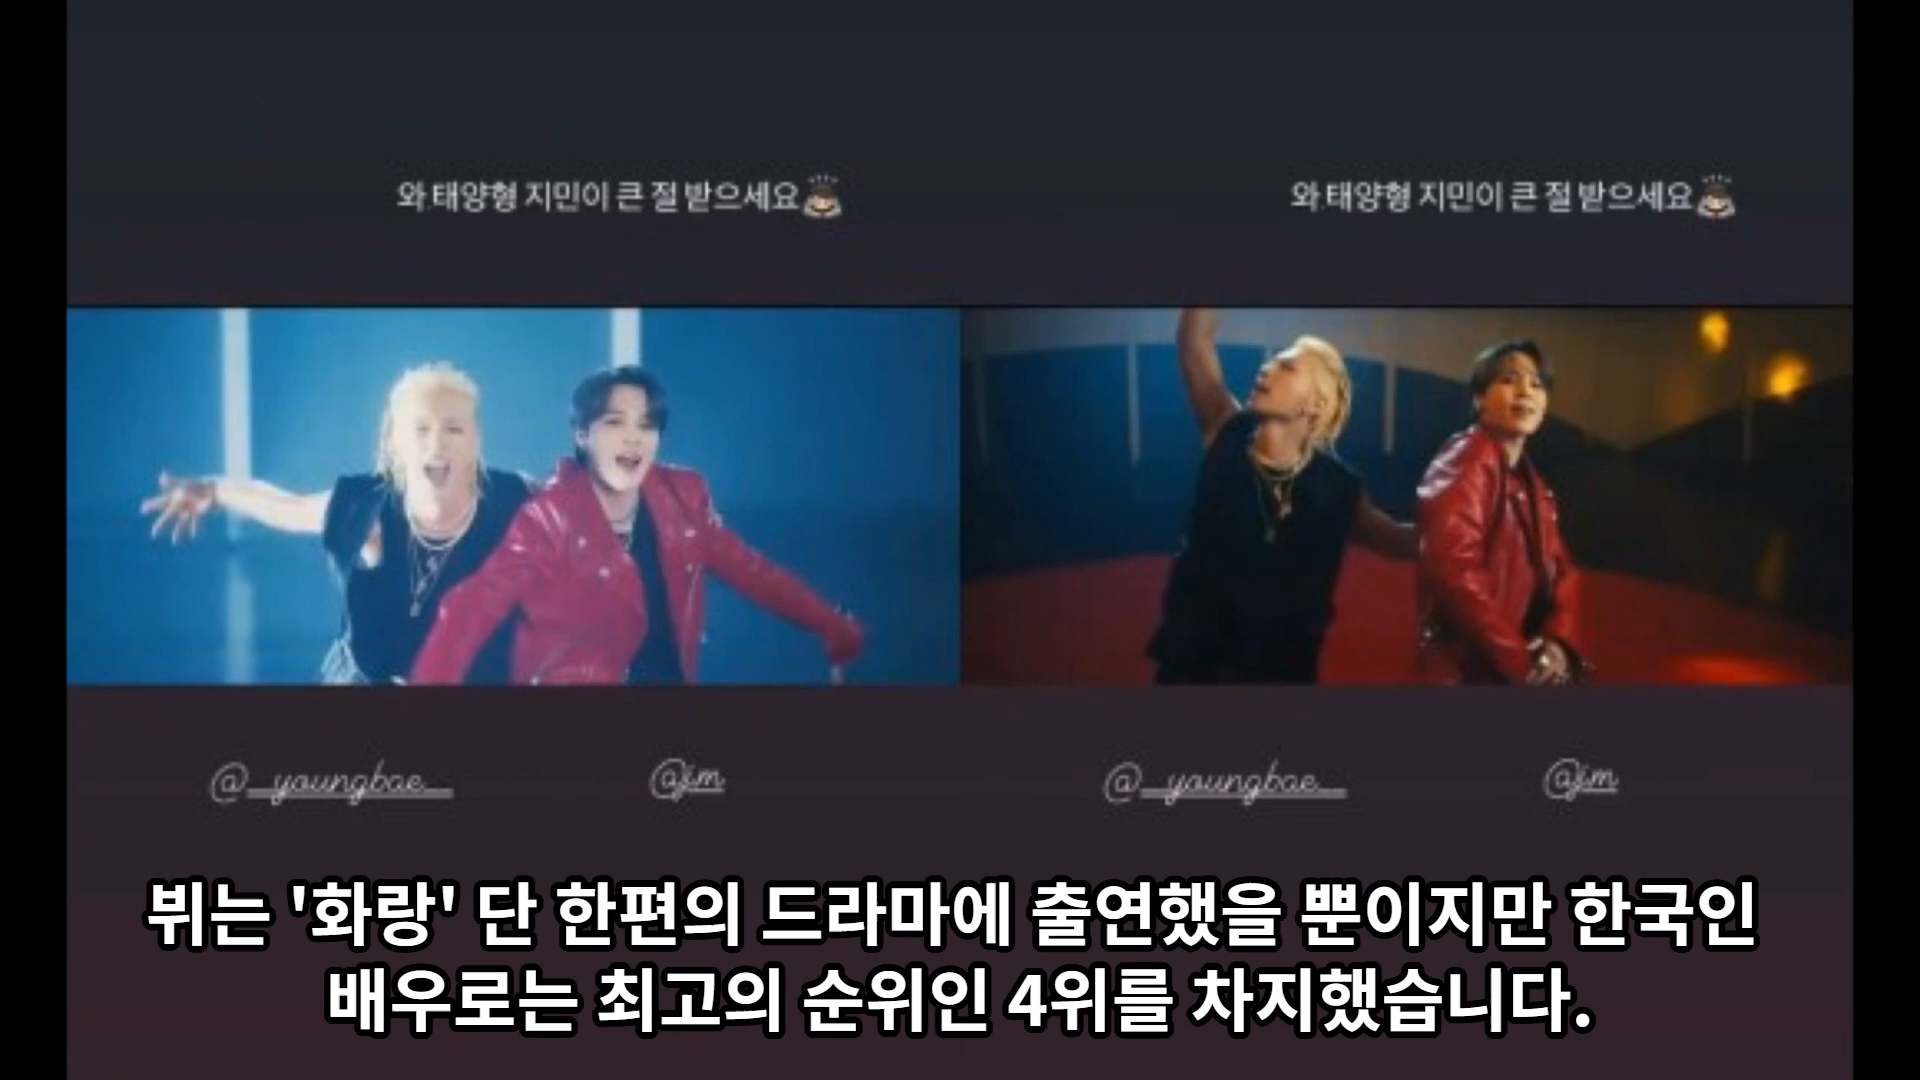 와 태양형 지민이 큰 절 받으세요
와 태양형 지민이 큰 절 받으세요
@__youngbae__
@jm
@__youngbae__
@jm
뷔는 '화랑' 단 한편의 드라마에 출연했을 뿐이지만 한국인
배우로는 최고의 순위인 4위를 차지했습니다.